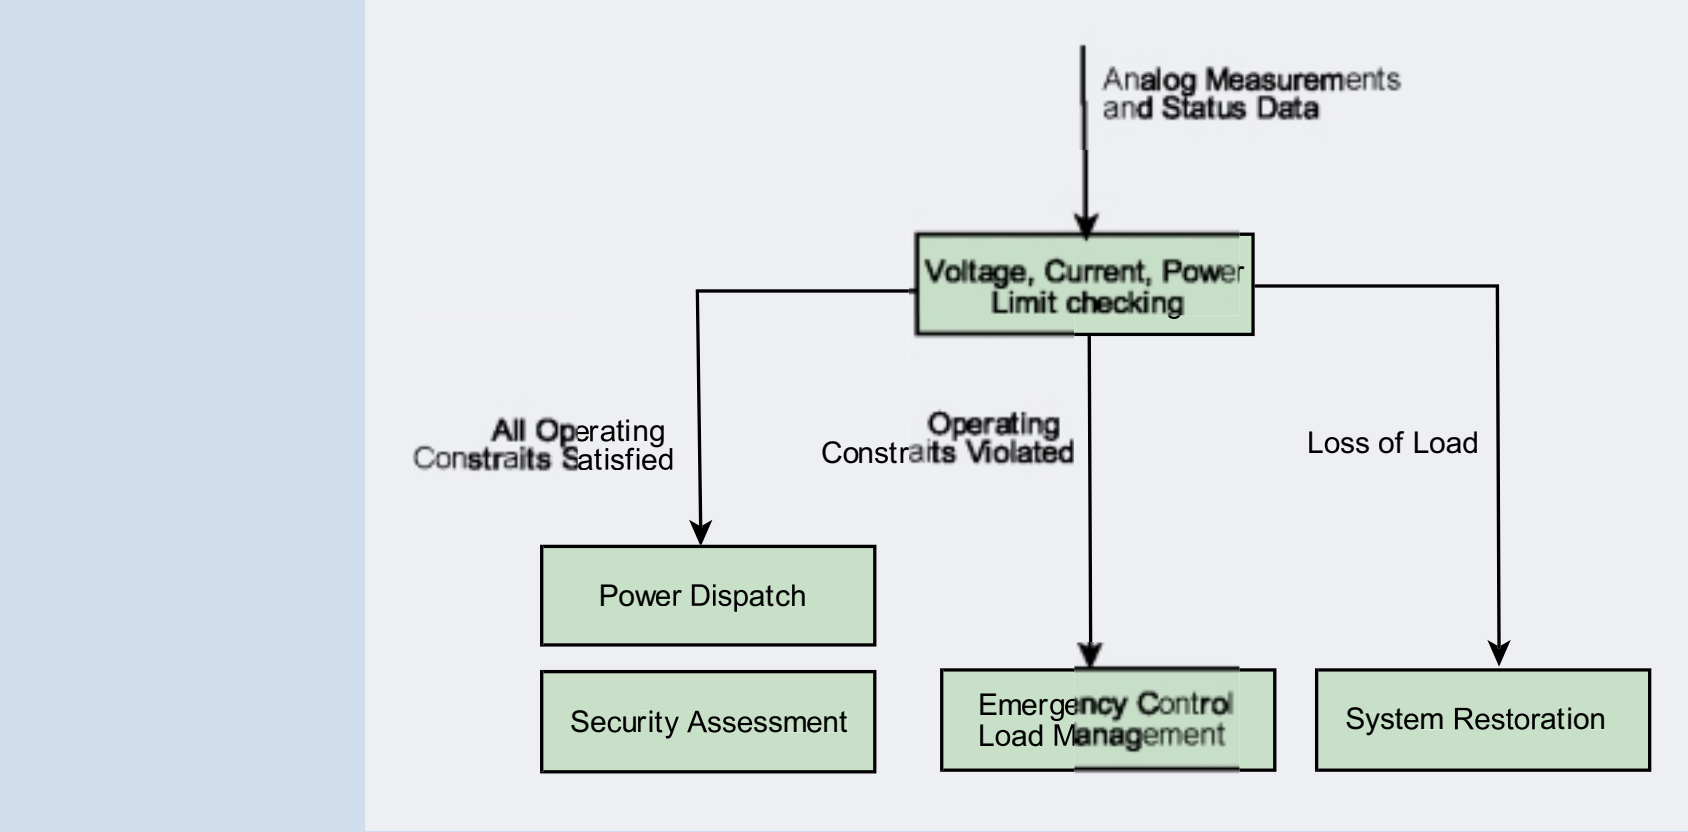 Analog Measurements
and Status Data
Voltage, Current, Power
Limit checking
All Operating
Constraits Satisfied
Operating
Constraits Violated
Loss of Load
Power Dispatch
Security Assessment
Emergency Control
Load Management
System Restoration